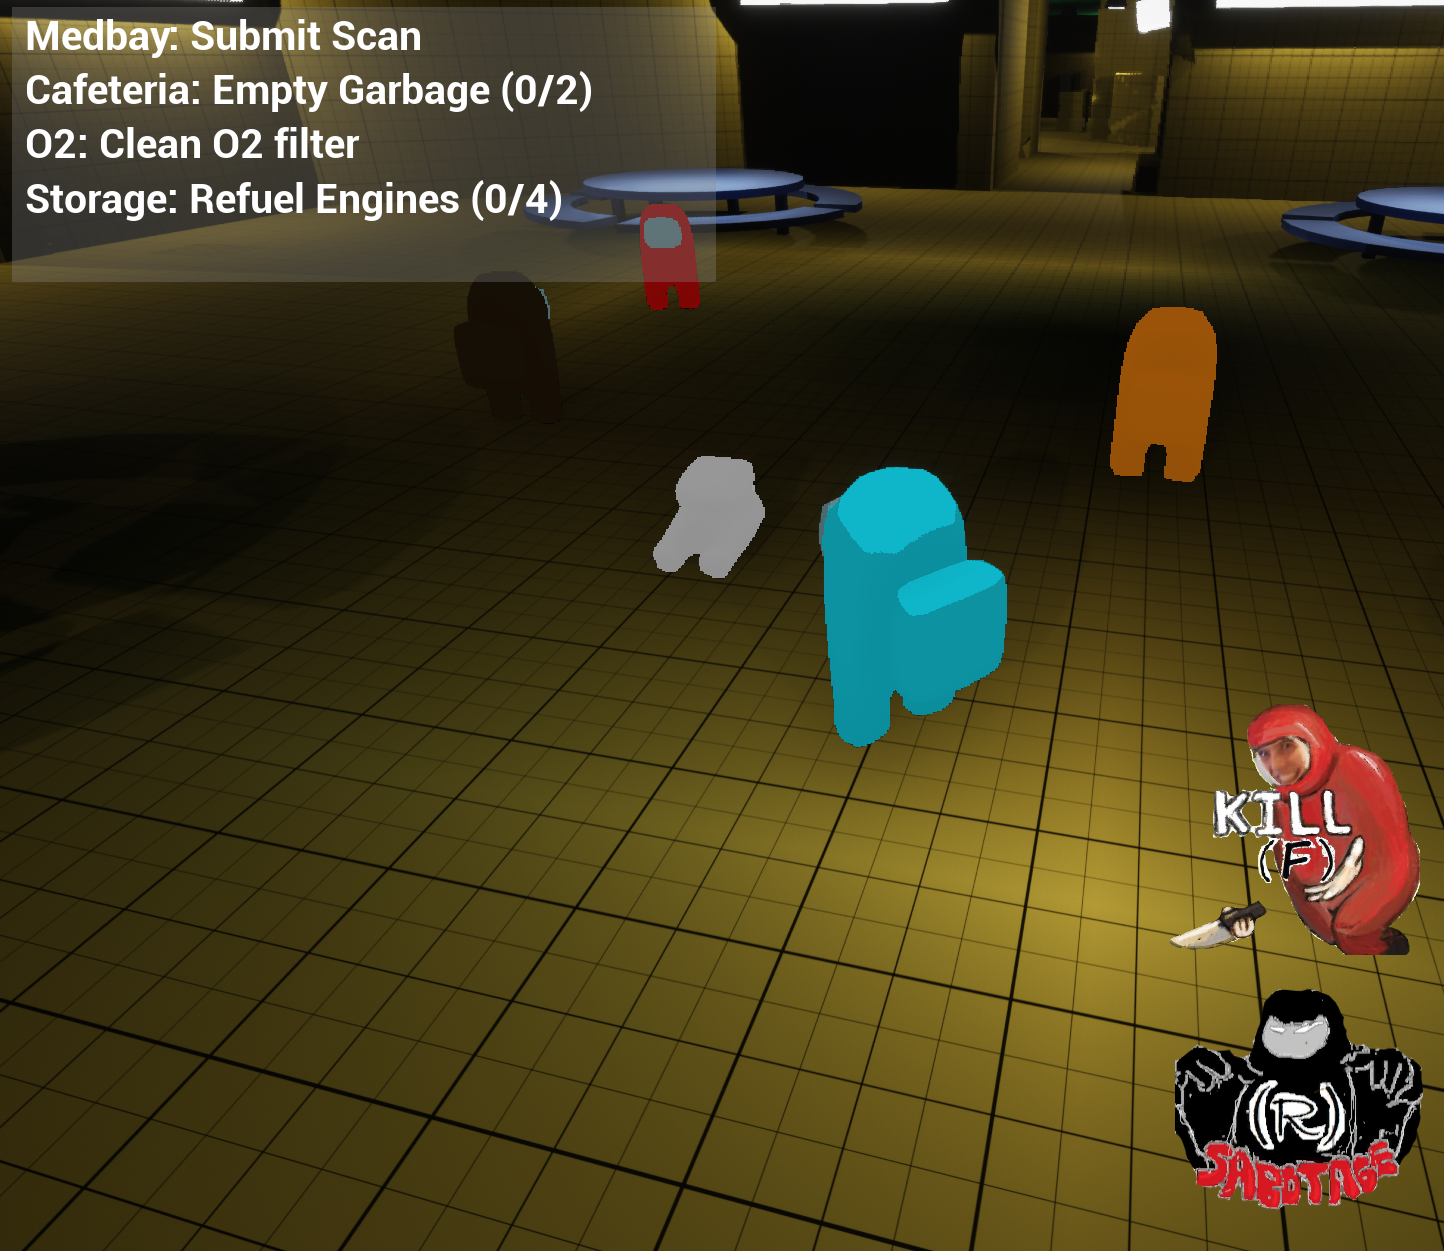 Medbay: Submit Scan
Cafeteria: Empty Garbage (0/2)
O2: Clean O2 filter
Storage: Refuel Engines (0/4)
KILL
(F)
(R)
SABOTAGE